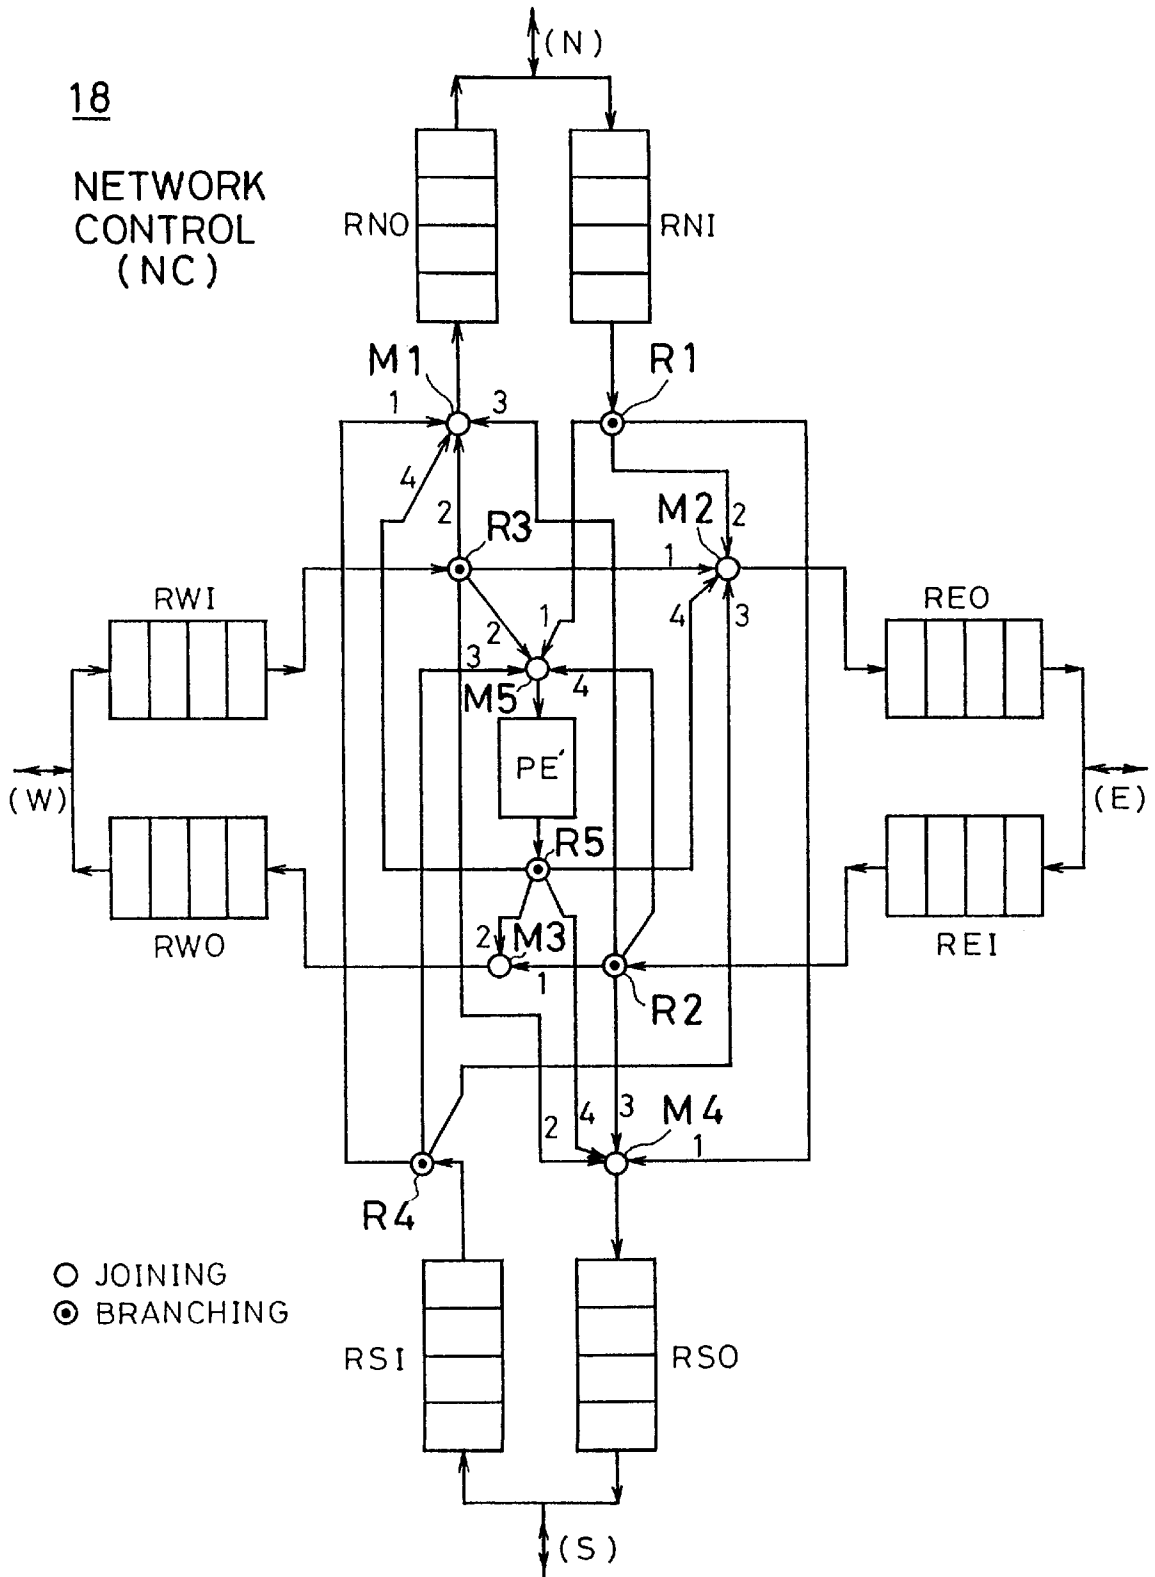 (N)
18
NETWORK
CONTROL
(NC)
RNO
RNI
M1
R1
1
3
4
2
R3
M2
2
1
RWI
REO
2
1
4
3
3
M5
4
PE′
(W)
(E)
R5
RWO
REI
2
M3
1
R2
2
4
3
M4
1
R4
JOINING
BRANCHING
RSI
RSO
(S)